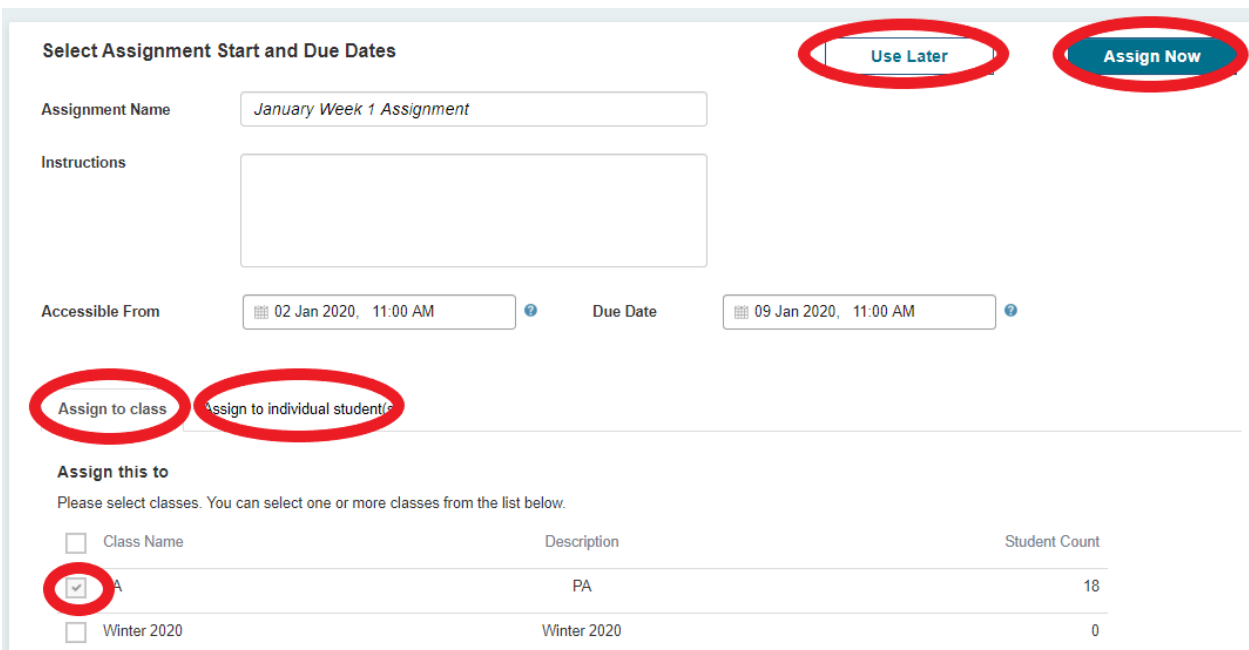 Select Assignment Start and Due Dates
Use Later
Assign Now
Assignment Name
January Week 1 Assignment
Instructions
Accessible From
02 Jan 2020, 11:00 AM
Due Date
09 Jan 2020, 11:00 AM
Assign to class
Assign to individual student(s
Assign this to
Please select classes. You can select one or more classes from the list below.
Class Name Description Student Count
A PA 18
Winter 2020 Winter 2020 0